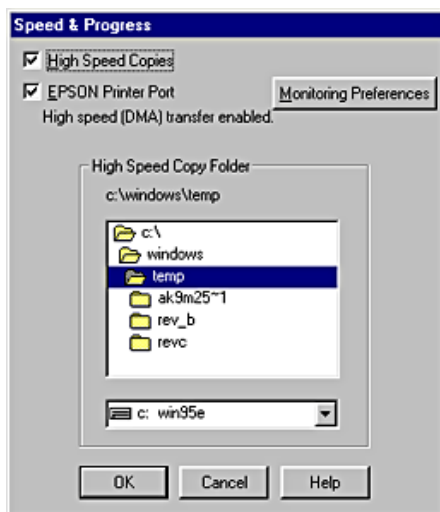 Speed & Progress
High Speed Copies
EPSON Printer Port
Monitoring Preferences
High speed (DMA) transfer enabled.
High Speed Copy Folder
c:\windows\temp
c:\
windows
temp
ak9m25~1
rev_b
revc
c: win95e
OK Cancel Help